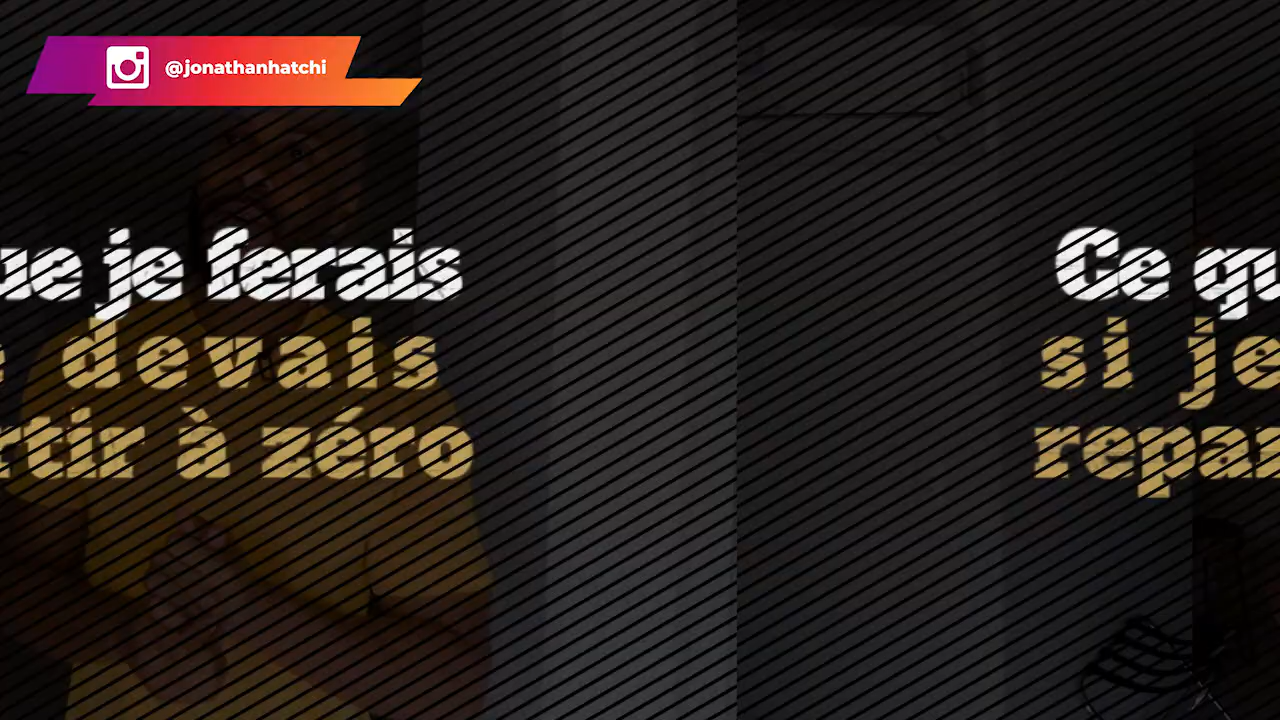 @jonathanhatchi
ue je ferais
devais
rtir à zéro
Ce qu
si je
repar